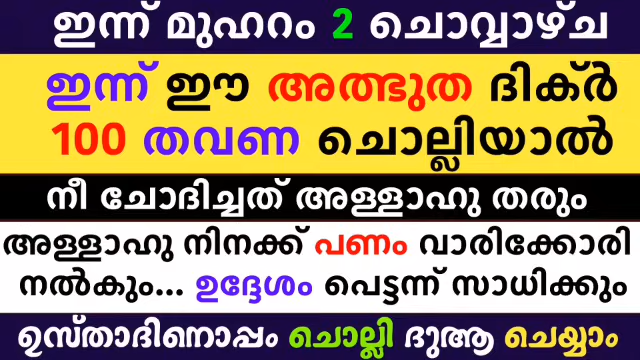 ഇന്ന് മുഹറം 2 ചൊവ്വാഴ്ച
ഇന്ന് ഈ അത്ഭുത ദിക്ർ
100 തവണ ചൊല്ലിയാൽ
നീ ചോദിച്ചത് അള്ളാഹു തരും
അള്ളാഹു നിനക്ക് പണം വാരിക്കോരി
നൽകും... ഉദ്ദേശം പെട്ടന്ന് സാധിക്കും
ഉസ്താദിനൊപ്പം ചൊല്ലി ദുആ ചെയ്യാം